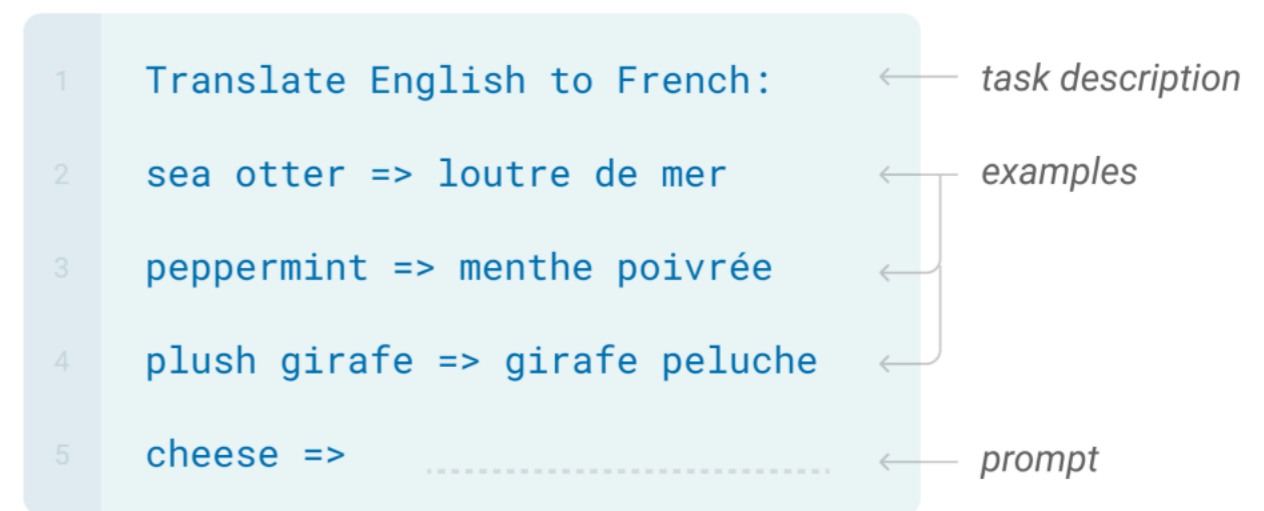 1 Translate English to French: task description
2 sea otter => loutre de mer examples
3 peppermint => menthe poivrée
4 plush girafe => girafe peluche
5 cheese => prompt